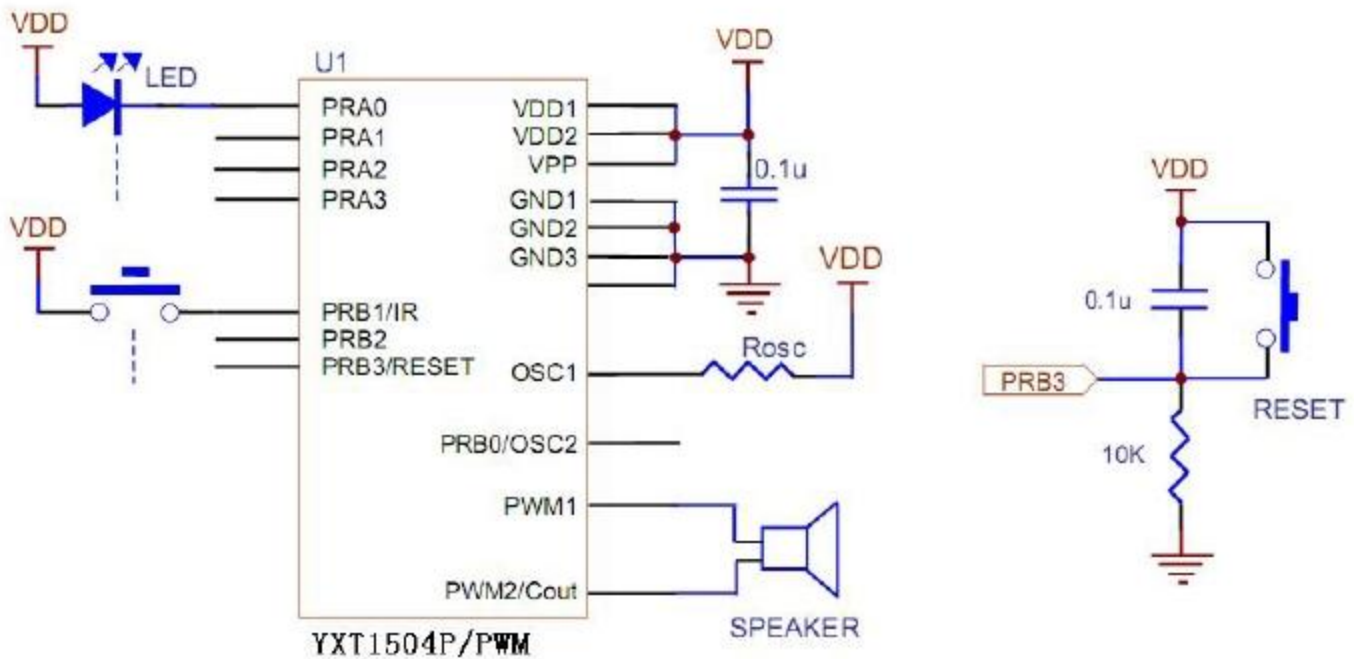 VDD
LED
U1
PRA0
PRA1
PRA2
PRA3
VDD
PRB1/IR
PRB2
PRB3/RESET
VDD1
VDD2
VPP
GND1
GND2
GND3
OSC1
PRB0/OSC2
PWM1
PWM2/Cout
YXT1504P/PWM
VDD
0.1u
VDD
Rosc
SPEAKER
VDD
0.1u
PRB3
RESET
10K